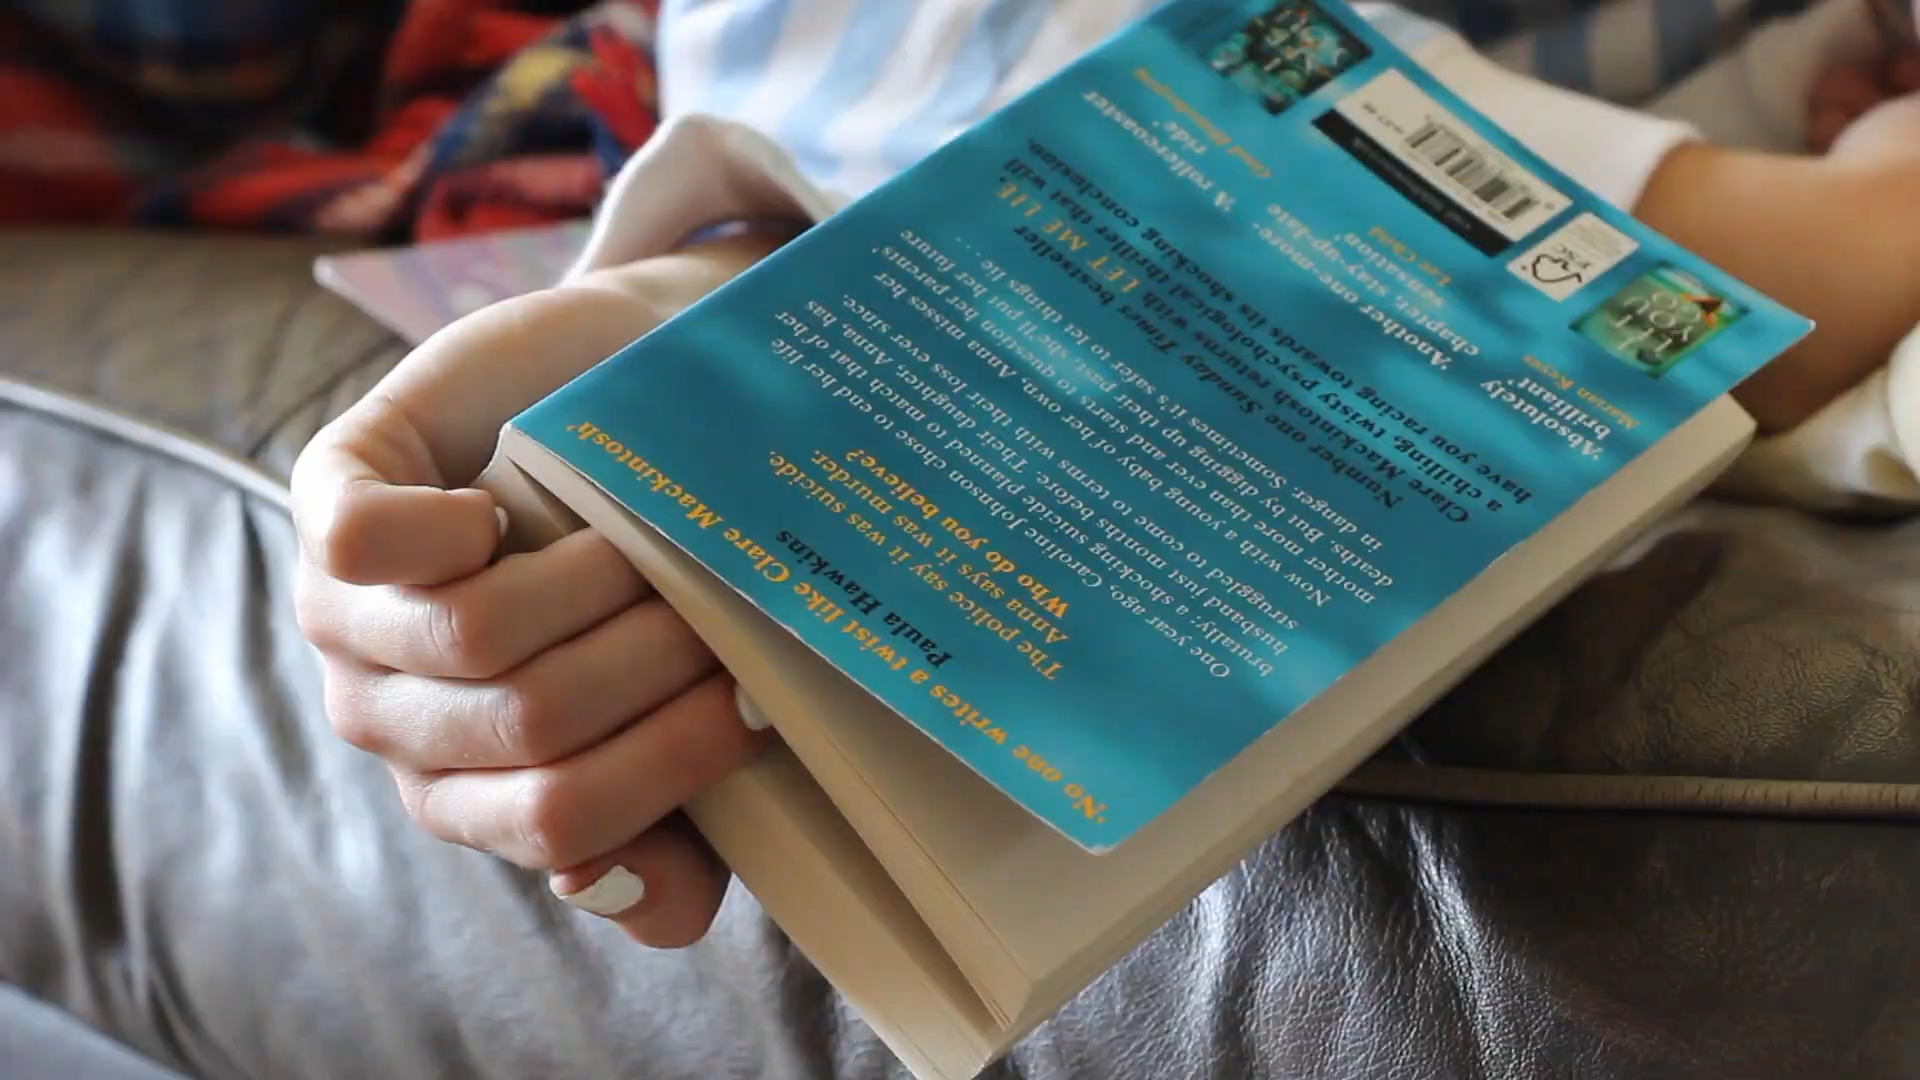 'No one writes a twist like Clare Mackintosh'
Paula Hawkins
The police say it was suicide.
Anna says it was murder.
Who do you believe?
One year ago, Caroline Johnson chose to end her life
brutally: a shocking suicide planned to match that of her
husband just months before. Their daughter, Anna, has
struggled to come to terms with their loss ever since.
Now with a young baby of her own, Anna misses her
mother more than ever and starts to question her parents'
deaths. But by digging up their past, she'll put her future
in danger. Sometimes it's safer to let things lie . . .
Number one Sunday Times bestseller
Clare Mackintosh returns with LET ME LIE
a chilling, twisty psychological thriller that will
have you racing towards its shocking conclusion.
'Absolutely
brilliant'
Marian Keyes
'Another one-more-
chapter, stay-up-late
sensation'
Lee Child
'A rollercoaster
ride'
FSC
I SEE
YOU